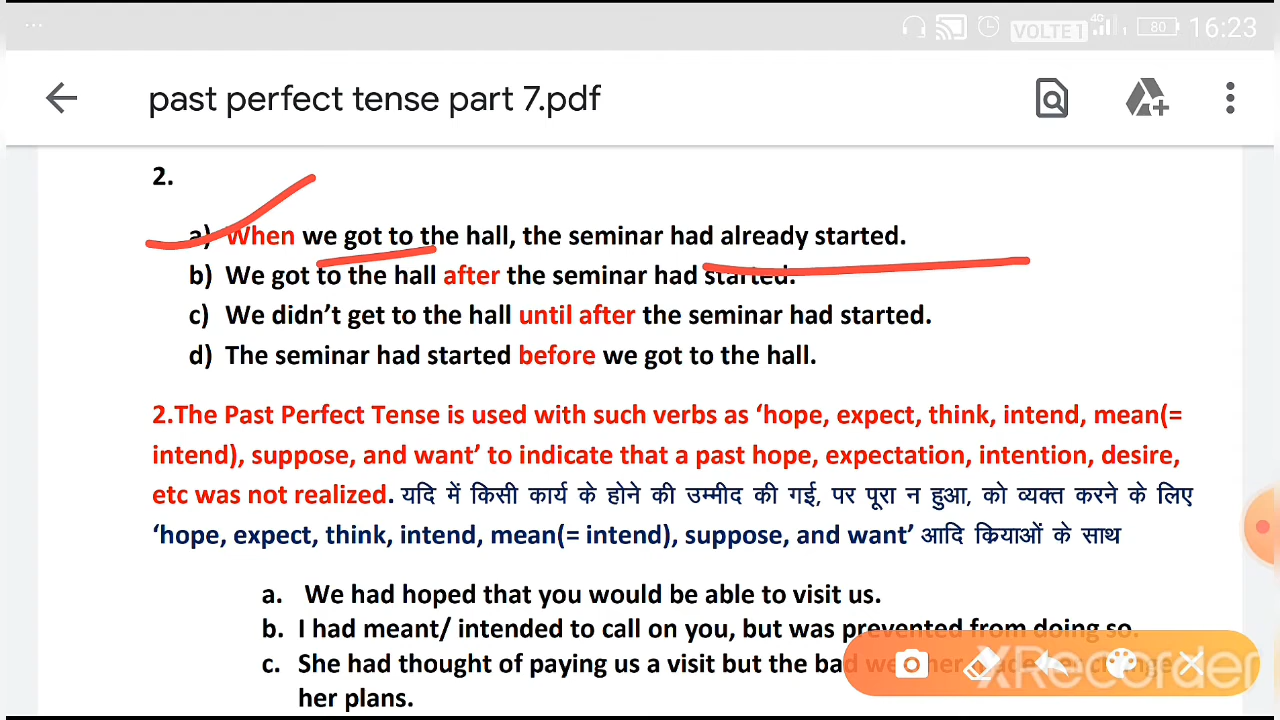 ... VOLTE 1 4G 80 16:23
past perfect tense part 7.pdf
2.
a) When we got to the hall, the seminar had already started.
b) We got to the hall after the seminar had started.
c) We didn't get to the hall until after the seminar had started.
d) The seminar had started before we got to the hall.
2.The Past Perfect Tense is used with such verbs as ‘hope, expect, think, intend, mean(=
intend), suppose, and want’ to indicate that a past hope, expectation, intention, desire,
etc was not realized. यदि में किसी कार्य के होने की उम्मीद की गई, पर पूरा न हुआ, को व्यक्त करने के लिए
‘hope, expect, think, intend, mean(= intend), suppose, and want’ आदि कियाओं के साथ
a. We had hoped that you would be able to visit us.
b. I had meant/ intended to call on you, but was prevented from doing so.
c. She had thought of paying us a visit but the bad
her plans.
XRecorder